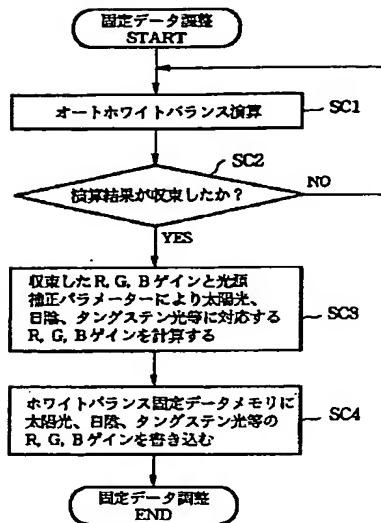 固定データ調整
START
オートホワイトバランス演算
SC1
SC2
演算結果が収束したか?
NO
YES
収束したR, G, Bゲインと光源
補正パラメーターにより太陽光、
日陰、タングステン光等に対応する
R, G, Bゲインを計算する
SC3
ホワイトバランス固定データメモリに
太陽光、日陰、タングステン光等の
R, G, Bゲインを書き込む
SC4
固定データ調整
END